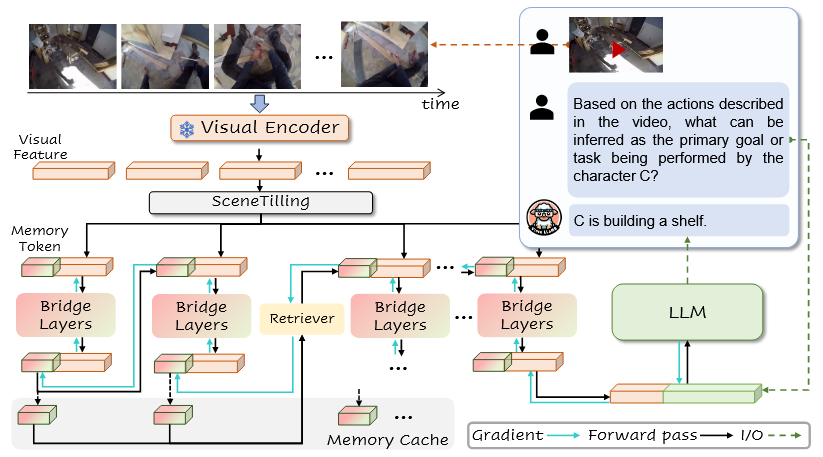 ...
time
Visual Encoder
Visual
Feature
...
SceneTilling
Memory
Token
...
Bridge
Layers
Bridge
Layers
Retriever
Bridge
Layers
...
Bridge
Layers
...
...
Memory Cache
Based on the actions described
in the video, what can be
inferred as the primary goal or
task being performed by the
character C?
C is building a shelf.
LLM
Gradient
Forward pass
I/O